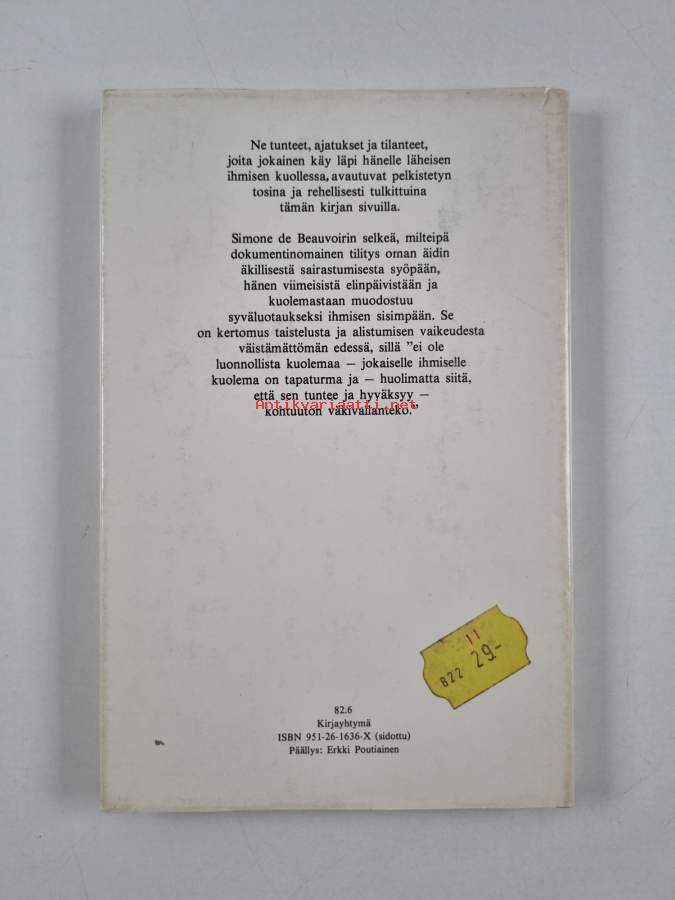 Ne tunteet, ajatukset ja tilanteet,
joita jokainen käy läpi hänelle läheisen
ihmisen kuollessa, avautuvat pelkistetyn
tosina ja rehellisesti tulkittuina
tämän kirjan sivuilla.
Simone de Beauvoirin selkeä, milteipä
dokumentinomainen tilitys oman äidin
äkillisestä sairastumisesta syöpään,
hänen viimeisistä elinpäivistään ja
kuolemastaan muodostuu
syväluotaukseksi ihmisen sisimpään. Se
on kertomus taistelusta ja alistumisen vaikeudesta
väistämättömän edessä, sillä "ei ole
luonnollista kuolemaa — jokaiselle ihmiselle
kuolema on tapaturma ja — huolimatta siitä,
että sen tuntee ja hyväksyy —
Antikvariaatti.net
kohtuuton väkivallanteko."
11
822 29-
82.6
Kirjayhtymä
ISBN 951-26-1636-X (sidottu)
Päällys: Erkki Poutiainen